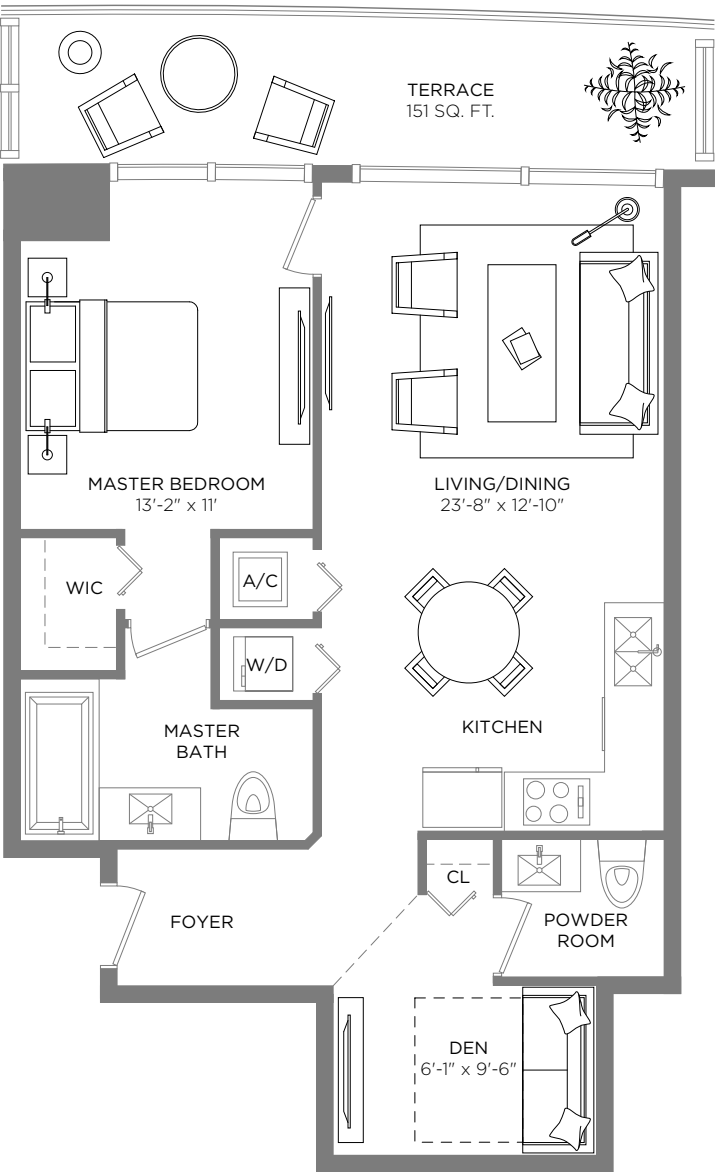 TERRACE
151 SQ. FT.
MASTER BEDROOM
13'-2" x 11'
LIVING/DINING
23'-8" x 12'-10"
WIC
A/C
W/D
MASTER
BATH
KITCHEN
CL
FOYER
POWDER
ROOM
DEN
6'-1" x 9'-6"